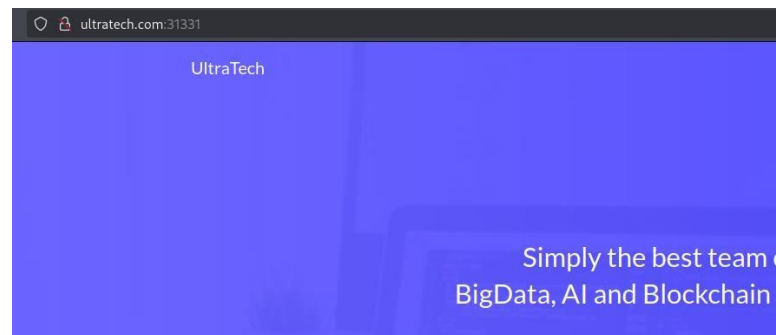 ultratech.com:31331
UltraTech
Simply the best team
BigData, AI and Blockchain